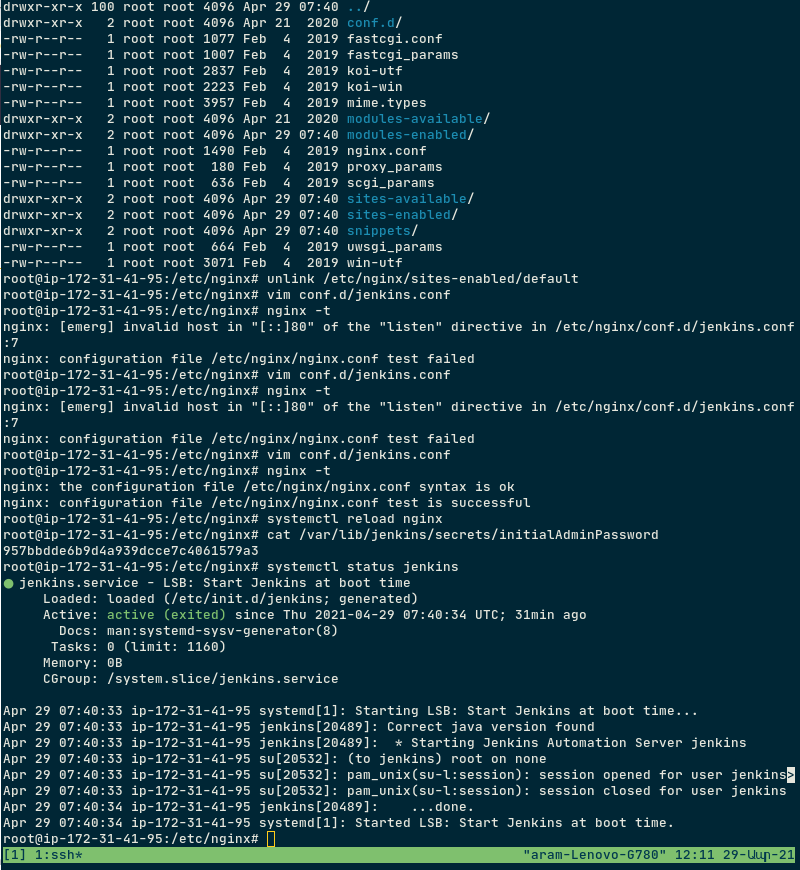 drwxr-xr-x 100 root root 4096 Apr 29 07:40 ../
drwxr-xr-x   2 root root 4096 Apr 21  2020 conf.d/
-rw-r--r--   1 root root 1077 Feb  4  2019 fastcgi.conf
-rw-r--r--   1 root root 1007 Feb  4  2019 fastcgi_params
-rw-r--r--   1 root root 2837 Feb  4  2019 koi-utf
-rw-r--r--   1 root root 2223 Feb  4  2019 koi-win
-rw-r--r--   1 root root 3957 Feb  4  2019 mime.types
drwxr-xr-x   2 root root 4096 Apr 21  2020 modules-available/
drwxr-xr-x   2 root root 4096 Apr 29 07:40 modules-enabled/
-rw-r--r--   1 root root 1490 Feb  4  2019 nginx.conf
-rw-r--r--   1 root root  180 Feb  4  2019 proxy_params
-rw-r--r--   1 root root  636 Feb  4  2019 scgi_params
drwxr-xr-x   2 root root 4096 Apr 29 07:40 sites-available/
drwxr-xr-x   2 root root 4096 Apr 29 07:40 sites-enabled/
drwxr-xr-x   2 root root 4096 Apr 29 07:40 snippets/
-rw-r--r--   1 root root  664 Feb  4  2019 uwsgi_params
-rw-r--r--   1 root root 3071 Feb  4  2019 win-utf
root@ip-172-31-41-95:/etc/nginx# unlink /etc/nginx/sites-enabled/default
root@ip-172-31-41-95:/etc/nginx# vim conf.d/jenkins.conf
root@ip-172-31-41-95:/etc/nginx# nginx -t
nginx: [emerg] invalid host in "[::]80" of the "listen" directive in /etc/nginx/conf.d/jenkins.conf
:7
nginx: configuration file /etc/nginx/nginx.conf test failed
root@ip-172-31-41-95:/etc/nginx# vim conf.d/jenkins.conf
root@ip-172-31-41-95:/etc/nginx# nginx -t
nginx: [emerg] invalid host in "[::]80" of the "listen" directive in /etc/nginx/conf.d/jenkins.conf
:7
nginx: configuration file /etc/nginx/nginx.conf test failed
root@ip-172-31-41-95:/etc/nginx# vim conf.d/jenkins.conf
root@ip-172-31-41-95:/etc/nginx# nginx -t
nginx: the configuration file /etc/nginx/nginx.conf syntax is ok
nginx: configuration file /etc/nginx/nginx.conf test is successful
root@ip-172-31-41-95:/etc/nginx# systemctl reload nginx
root@ip-172-31-41-95:/etc/nginx# cat /var/lib/jenkins/secrets/initialAdminPassword
957bbdde6b9d4a939dcce7c4061579a3
root@ip-172-31-41-95:/etc/nginx# systemctl status jenkins
● jenkins.service - LSB: Start Jenkins at boot time
     Loaded: loaded (/etc/init.d/jenkins; generated)
     Active: active (exited) since Thu 2021-04-29 07:40:34 UTC; 31min ago
       Docs: man:systemd-sysv-generator(8)
      Tasks: 0 (limit: 1160)
     Memory: 0B
     CGroup: /system.slice/jenkins.service
Apr 29 07:40:33 ip-172-31-41-95 systemd[1]: Starting LSB: Start Jenkins at boot time...
Apr 29 07:40:33 ip-172-31-41-95 jenkins[20489]: Correct java version found
Apr 29 07:40:33 ip-172-31-41-95 jenkins[20489]:  * Starting Jenkins Automation Server jenkins
Apr 29 07:40:33 ip-172-31-41-95 su[20532]: (to jenkins) root on none
Apr 29 07:40:33 ip-172-31-41-95 su[20532]: pam_unix(su-l:session): session opened for user jenkins>
Apr 29 07:40:33 ip-172-31-41-95 su[20532]: pam_unix(su-l:session): session closed for user jenkins
Apr 29 07:40:34 ip-172-31-41-95 jenkins[20489]:    ...done.
Apr 29 07:40:34 ip-172-31-41-95 systemd[1]: Started LSB: Start Jenkins at boot time.
root@ip-172-31-41-95:/etc/nginx#
[1] 1:ssh* "aram-Lenovo-G780" 12:11 29-Ապր-21